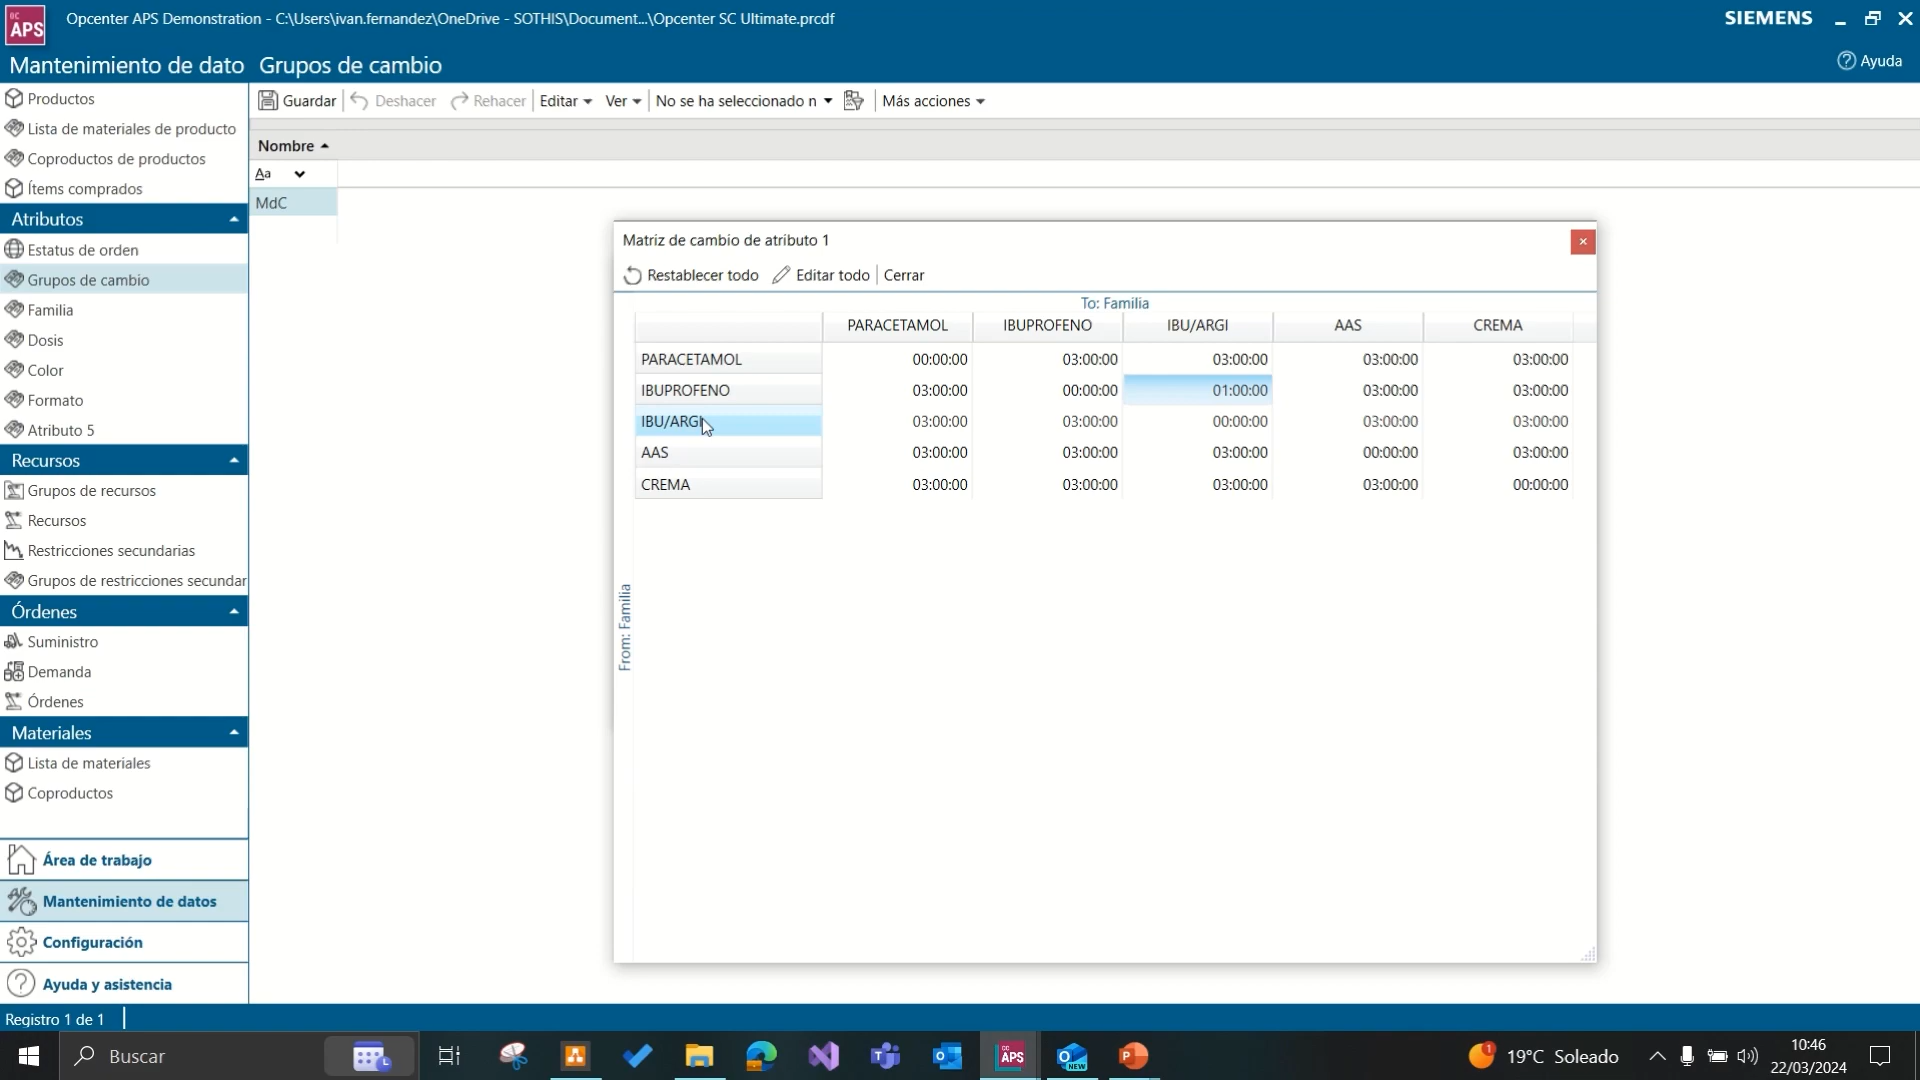 OC
APS
Opcenter APS Demonstration - C:\Users\ivan.fernandez\OneDrive - SOTHIS\Document...\Opcenter SC Ultimate.prcdf
SIEMENS
Mantenimiento de dato
Grupos de cambio
Ayuda
Productos
Lista de materiales de producto
Coproductos de productos
Ítems comprados
Atributos
Estatus de orden
Grupos de cambio
Familia
Dosis
Color
Formato
Atributo 5
Recursos
Grupos de recursos
Recursos
Restricciones secundarias
Grupos de restricciones secundar
Órdenes
Suministro
Demanda
Órdenes
Materiales
Lista de materiales
Coproductos
Área de trabajo
Mantenimiento de datos
Configuración
Ayuda y asistencia
Guardar Deshacer Rehacer Editar Ver No se ha seleccionado n Más acciones
Nombre
Aa
MdC
Matriz de cambio de atributo 1
Restablecer todo Editar todo Cerrar
To: Familia
PARACETAMOL IBUPROFENO IBU/ARGI AAS CREMA
PARACETAMOL 00:00:00 03:00:00 03:00:00 03:00:00 03:00:00
IBUPROFENO 03:00:00 00:00:00 01:00:00 03:00:00 03:00:00
IBU/ARGI 03:00:00 03:00:00 00:00:00 03:00:00 03:00:00
AAS 03:00:00 03:00:00 03:00:00 00:00:00 03:00:00
CREMA 03:00:00 03:00:00 03:00:00 03:00:00 00:00:00
From: Familia
Registro 1 de 1
Buscar
OC
APS
NEW
1
19°C Soleado
10:46
22/03/2024